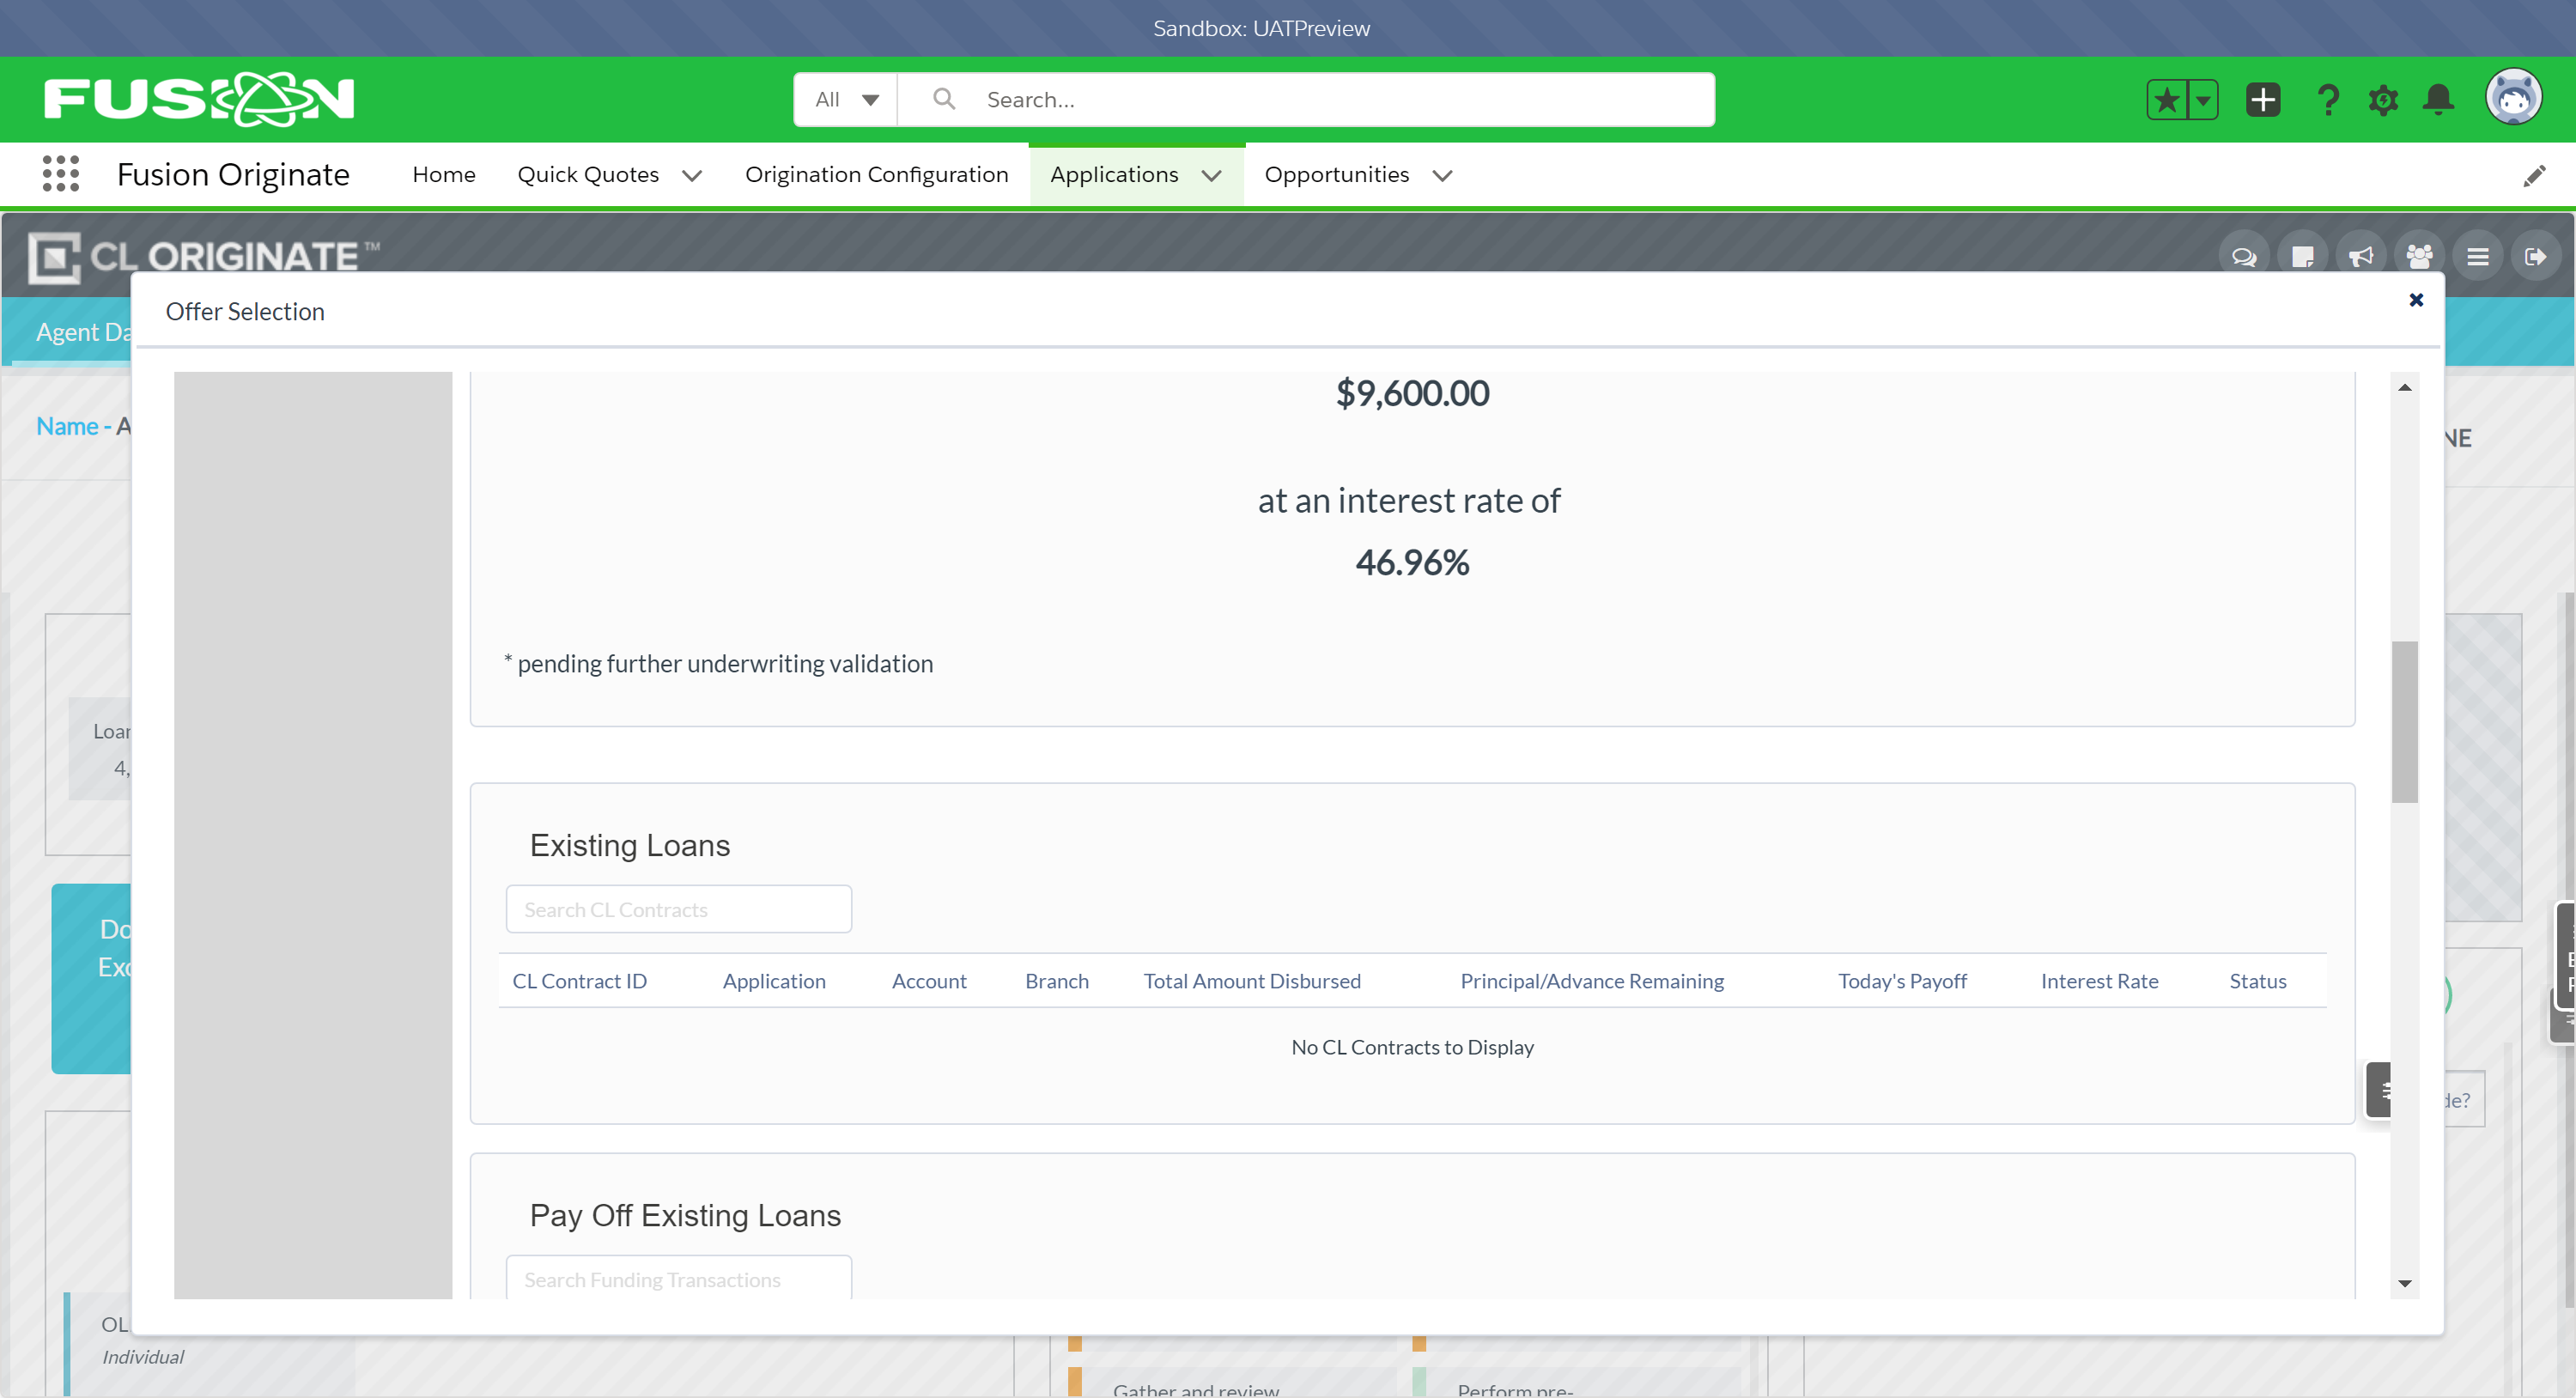 Sandbox: UATPreview
FUSION
All
Search...
Fusion Originate
Home
Quick Quotes
Origination Configuration
Applications
Opportunities
CL ORIGINATE™
Agent Da
Offer Selection
Name - A
NE
$9,600.00
at an interest rate of
46.96%
* pending further underwriting validation
Loan
4,
Existing Loans
Search CL Contracts
Do
Exc
CL Contract ID Application Account Branch Total Amount Disbursed Principal/Advance Remaining Today's Payoff Interest Rate Status
No CL Contracts to Display
de?
Pay Off Existing Loans
Search Funding Transactions
OL
Individual
Gather and review
Perform pre-